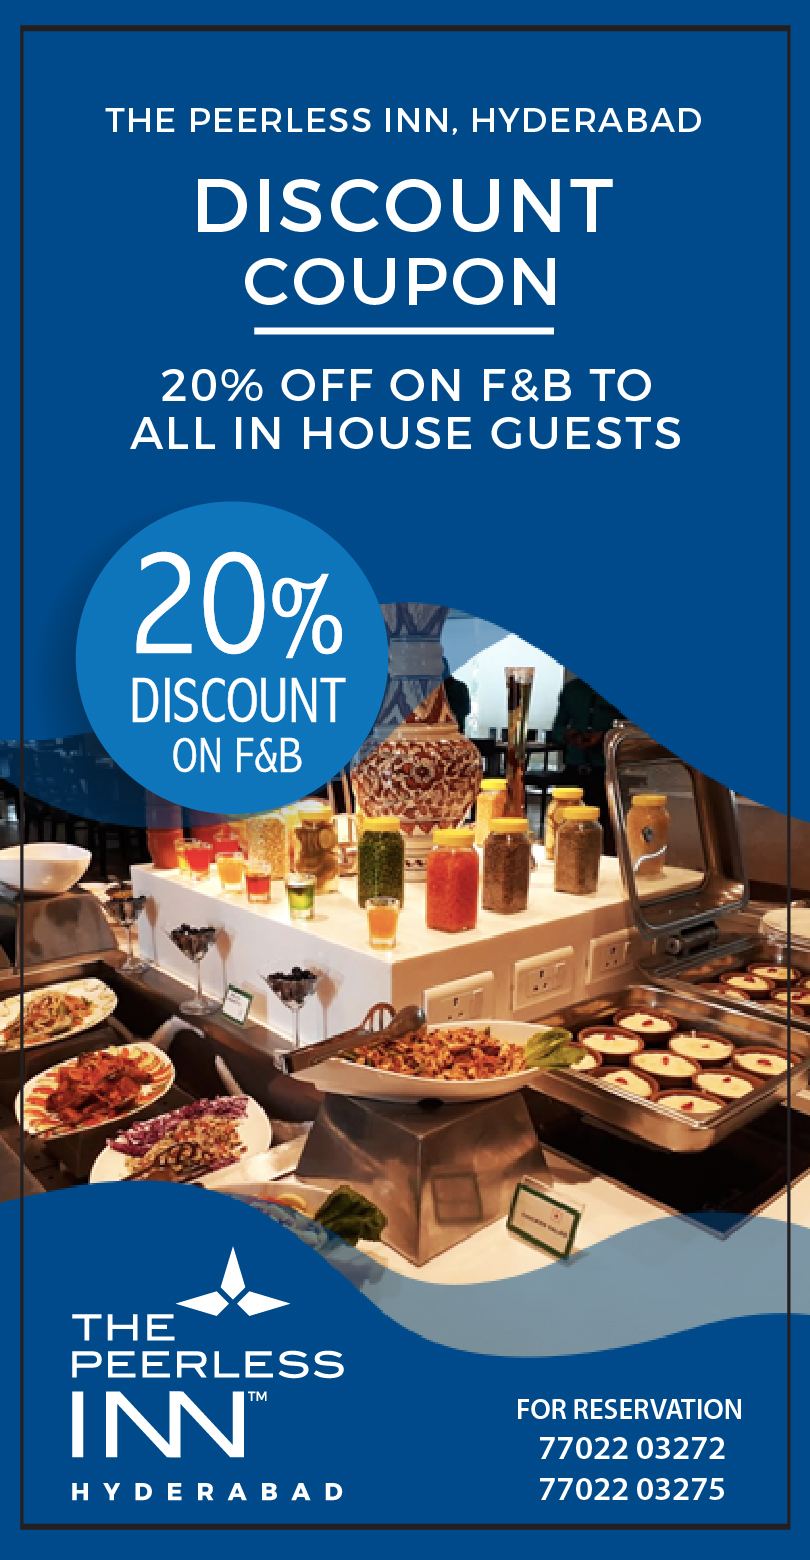 THE PEERLESS INN, HYDERABAD
DISCOUNT
COUPON
20% OFF ON F&B TO
ALL IN HOUSE GUESTS
20%
DISCOUNT
ON F&B
THE
PEERLESS
INN™
HYDERABAD
FOR RESERVATION
77022 03272
77022 03275